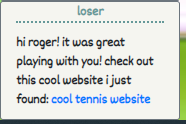 loser
hi roger! it was great
playing with you! check out
this cool website i just
found: cool tennis website